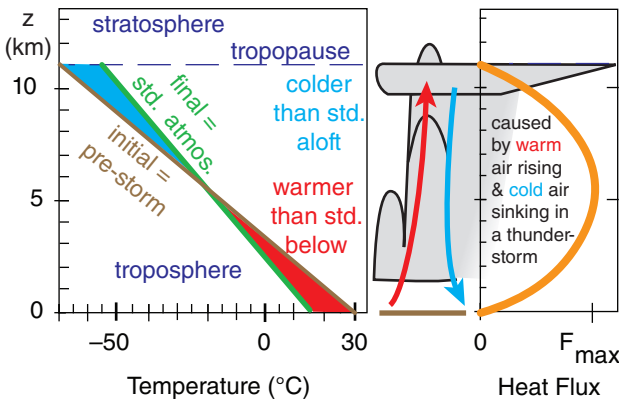 z
(km)
stratosphere
tropopause
10
5
0
final =
std. atmos.
initial =
pre-storm
colder
than std.
aloft
warmer
than std.
below
troposphere
–50
0
30
Temperature (°C)
caused
by warm
air rising
& cold air
sinking in
a thunder-
storm
0
Fmax
Heat Flux